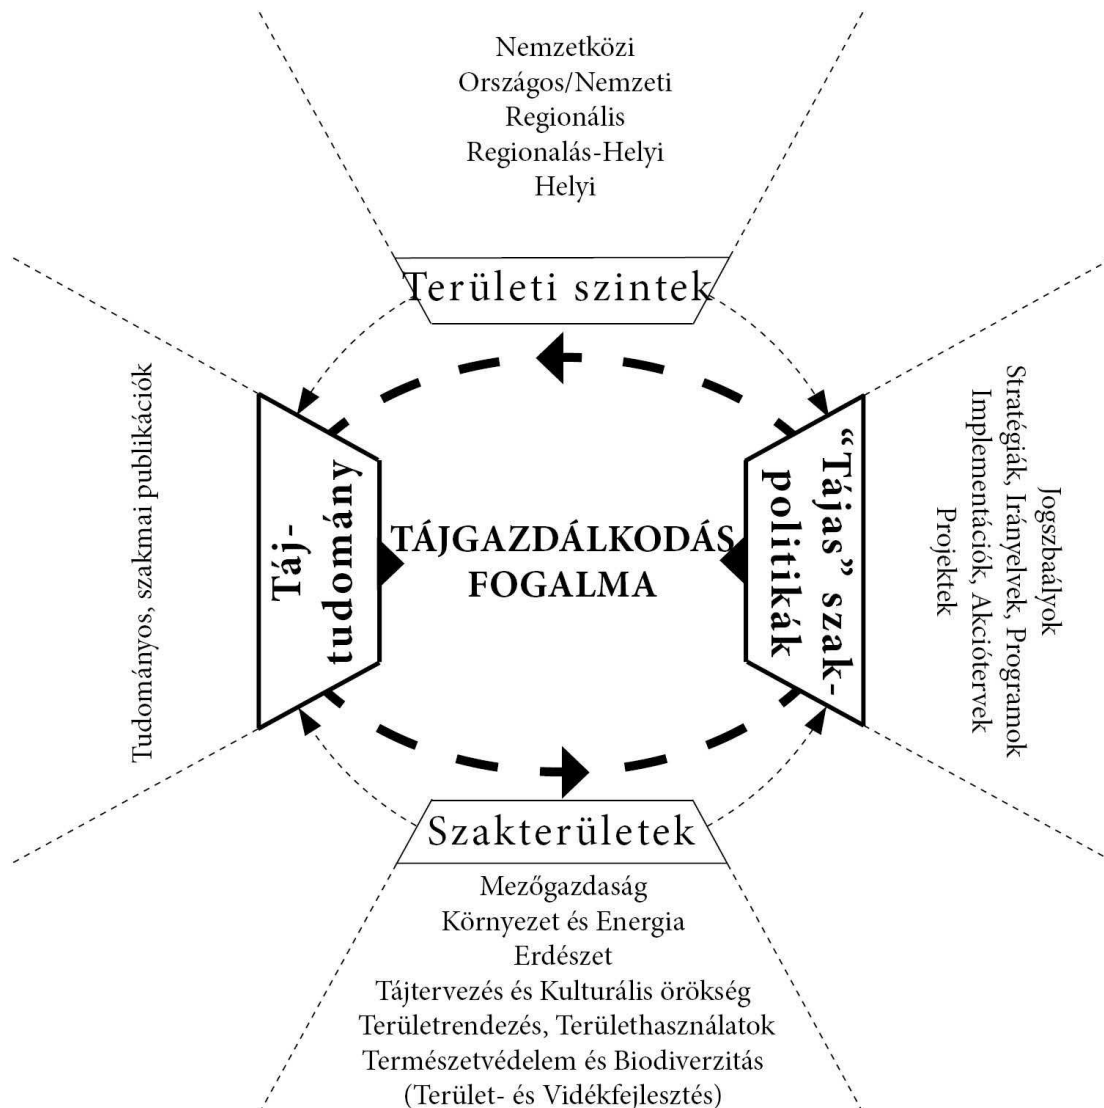 Nemzetközi
Országos/Nemzeti
Regionális
Regionalás-Helyi
Helyi
Területi szintek
Tudományos, szakmai publikációk
Táj-
tudomány
TÁJGAZDÁLKODÁS
FOGALMA
“Tájas” szak-
politikák
Jogszbaályok
Stratégiák, Irányelvek, Programok
Implementációk, Akciótervek
Projektek
Szakterületek
Mezőgazdaság
Környezet és Energia
Erdészet
Tájtervezés és Kulturális örökség
Területrendezés, Területhasználatok
Természetvédelem és Biodiverzitás
(Terület- és Vidékfejlesztés)